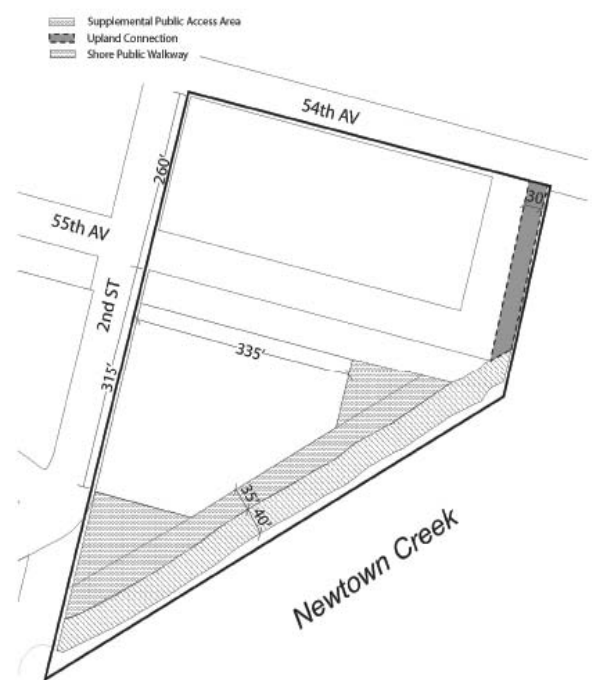 Supplemental Public Access Area
Upland Connection
Shore Public Walkway
54th AV
260'
30'
55th AV
2nd ST
335'
315'
35'
40'
Newtown Creek